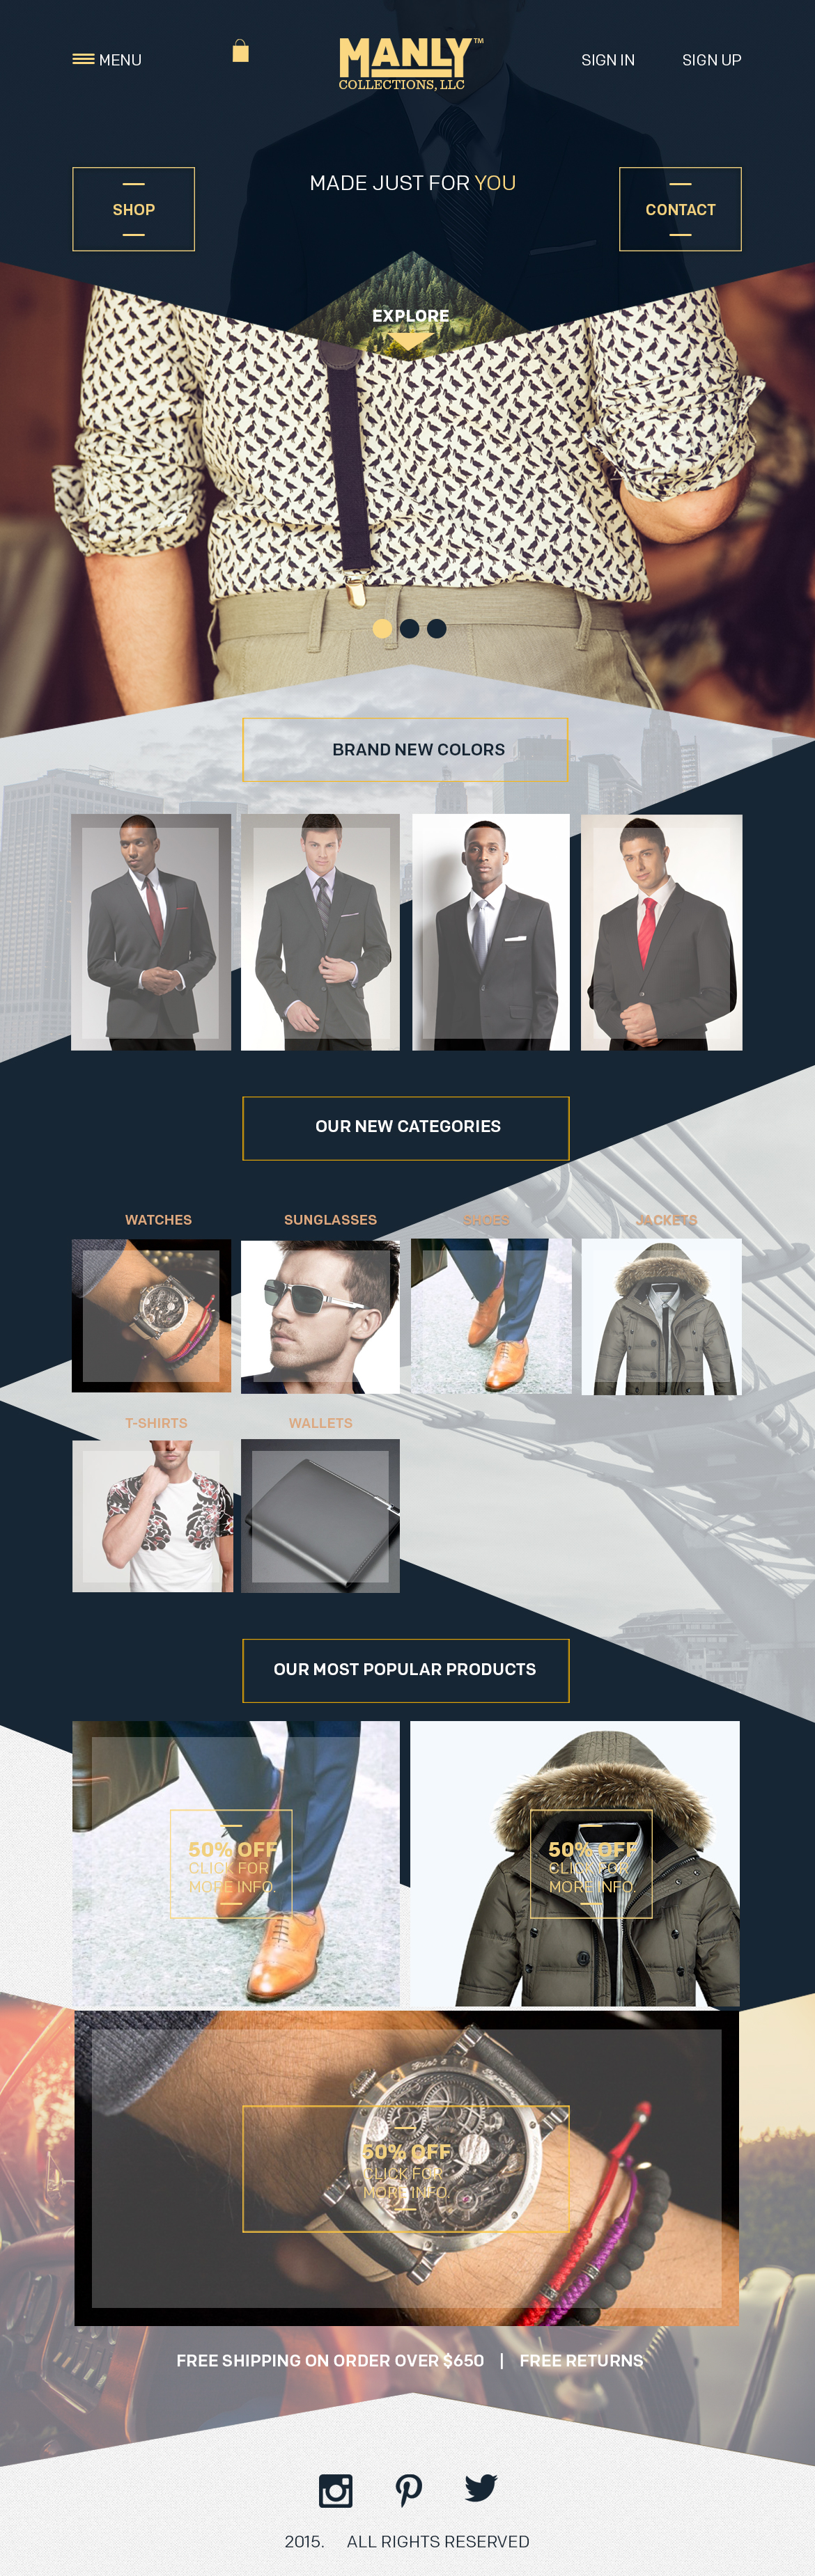 MENU
MANLY™
COLLECTIONS, LLC
SIGN IN
SIGN UP
SHOP
MADE JUST FOR YOU
CONTACT
EXPLORE
BRAND NEW COLORS
OUR NEW CATEGORIES
WATCHES
SUNGLASSES
SHOES
JACKETS
T-SHIRTS
WALLETS
OUR MOST POPULAR PRODUCTS
50% OFF
CLICK FOR
MORE INFO.
50% OFF
CLICK FOR
MORE INFO.
50% OFF
CLICK FOR
MORE INFO.
FREE SHIPPING ON ORDER OVER $650 | FREE RETURNS
2015. ALL RIGHTS RESERVED